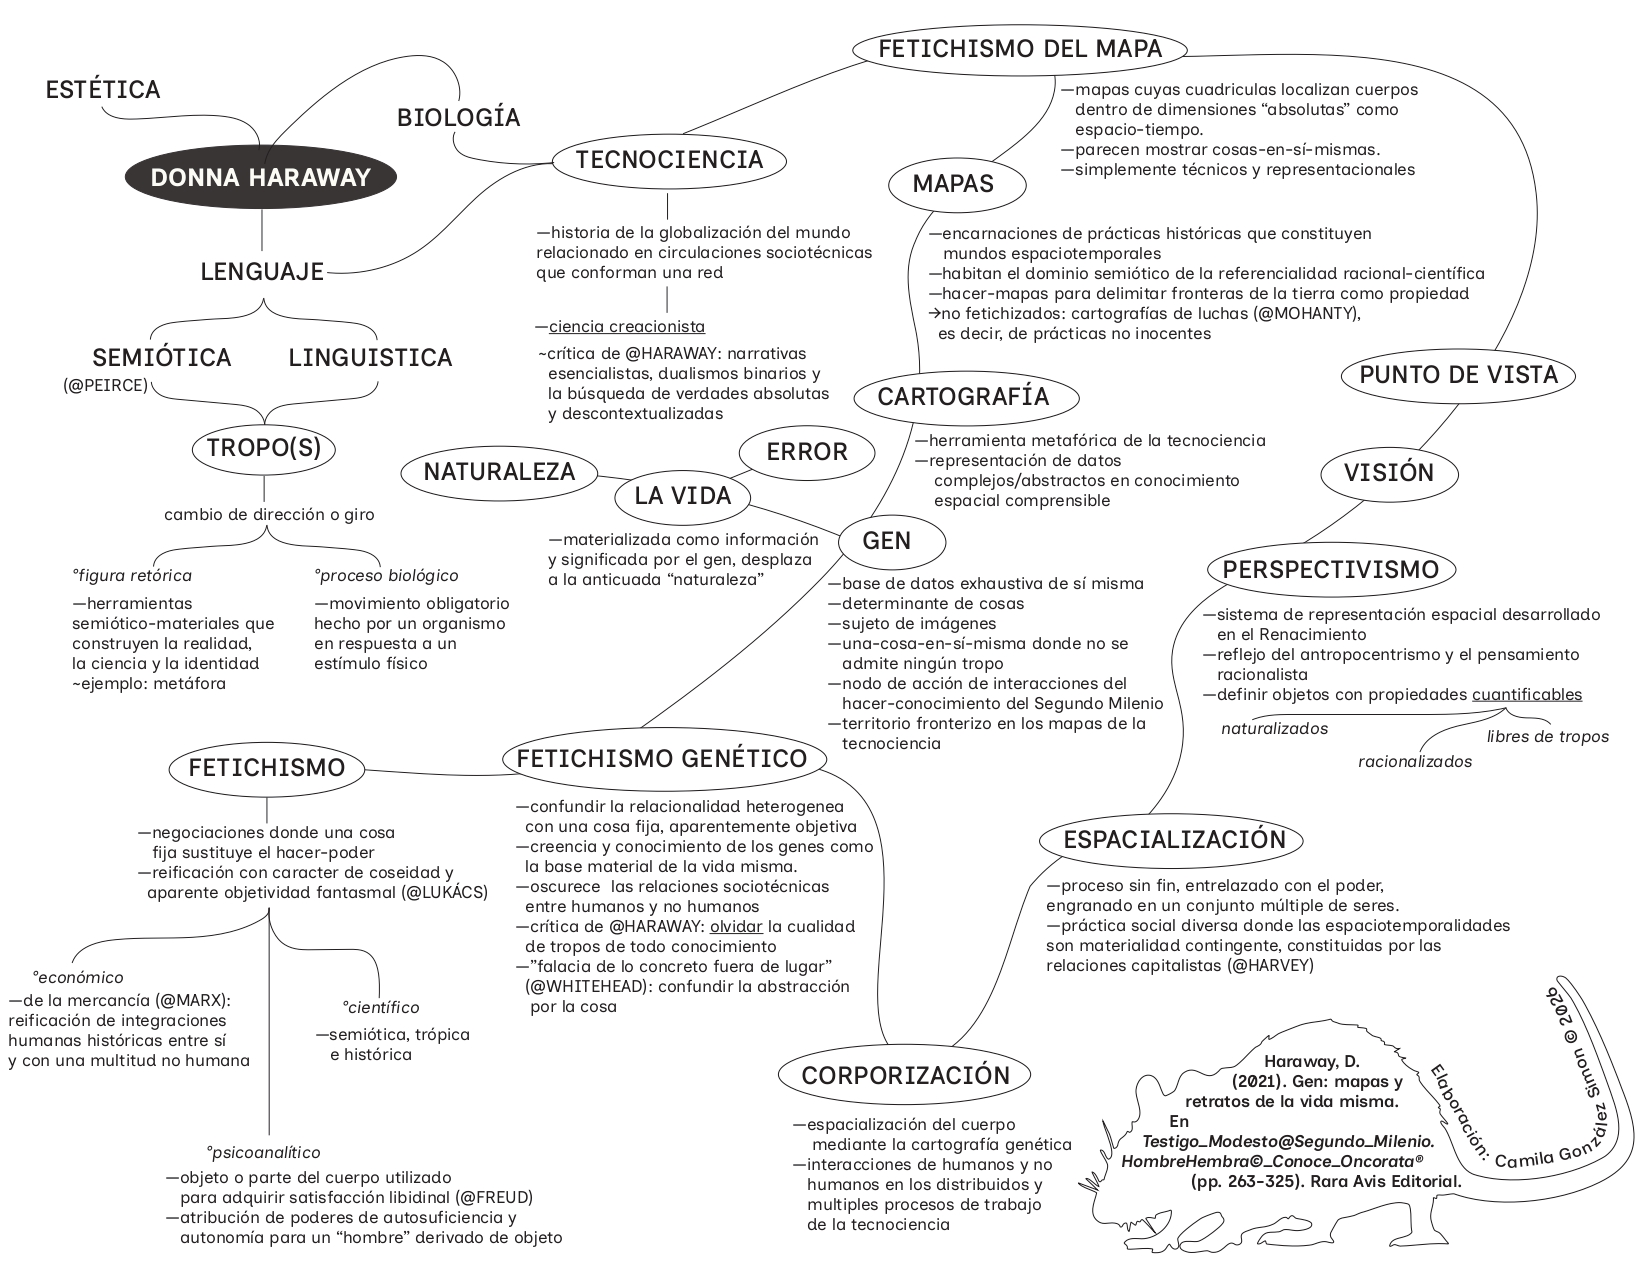 ESTÉTICA
BIOLOGÍA
DONNA HARAWAY
LENGUAJE
SEMIÓTICA
(@PEIRCE)
LINGUISTICA
TROPO(S)
cambio de dirección o giro
°figura retórica
—herramientas
semiótico-materiales que
construyen la realidad,
la ciencia y la identidad
~ejemplo: metáfora
°proceso biológico
—movimiento obligatorio
hecho por un organismo
en respuesta a un
estímulo físico
TECNOCIENCIA
—historia de la globalización del mundo
relacionado en circulaciones sociotécnicas
que conforman una red
—ciencia creacionista
~crítica de @HARAWAY: narrativas
esencialistas, dualismos binarios y
la búsqueda de verdades absolutas
y descontextualizadas
FETICHISMO DEL MAPA
—mapas cuyas cuadriculas localizan cuerpos
dentro de dimensiones “absolutas” como
espacio-tiempo.
—parecen mostrar cosas-en-sí-mismas.
—simplemente técnicos y representacionales
MAPAS
—encarnaciones de prácticas históricas que constituyen
mundos espaciotemporales
—habitan el dominio semiótico de la referencialidad racional-científica
—hacer-mapas para delimitar fronteras de la tierra como propiedad
→no fetichizados: cartografías de luchas (@MOHANTY),
es decir, de prácticas no inocentes
CARTOGRAFÍA
—herramienta metafórica de la tecnociencia
—representación de datos
complejos/abstractos en conocimiento
espacial comprensible
NATURALEZA
LA VIDA
ERROR
—materializada como información
y significada por el gen, desplaza
a la anticuada “naturaleza”
GEN
—base de datos exhaustiva de sí misma
—determinante de cosas
—sujeto de imágenes
—una-cosa-en-sí-misma donde no se
admite ningún tropo
—nodo de acción de interacciones del
hacer-conocimiento del Segundo Milenio
—territorio fronterizo en los mapas de la
tecnociencia
PUNTO DE VISTA
VISIÓN
PERSPECTIVISMO
—sistema de representación espacial desarrollado
en el Renacimiento
—reflejo del antropocentrismo y el pensamiento
racionalista
—definir objetos con propiedades cuantificables
naturalizados
racionalizados
libres de tropos
FETICHISMO
—negociaciones donde una cosa
fija sustituye el hacer-poder
—reificación con caracter de coseidad y
aparente objetividad fantasmal (@LUKÁCS)
°económico
—de la mercancía (@MARX):
reificación de integraciones
humanas históricas entre sí
y con una multitud no humana
°científico
—semiótica, trópica
e histórica
°psicoanalítico
—objeto o parte del cuerpo utilizado
para adquirir satisfacción libidinal (@FREUD)
—atribución de poderes de autosuficiencia y
autonomía para un “hombre” derivado de objeto
FETICHISMO GENÉTICO
—confundir la relacionalidad heterogenea
con una cosa fija, aparentemente objetiva
—creencia y conocimiento de los genes como
la base material de la vida misma.
—oscurece las relaciones sociotécnicas
entre humanos y no humanos
—crítica de @HARAWAY: olvidar la cualidad
de tropos de todo conocimiento
—”falacia de lo concreto fuera de lugar”
(@WHITEHEAD): confundir la abstracción
por la cosa
ESPACIALIZACIÓN
—proceso sin fin, entrelazado con el poder,
engranado en un conjunto múltiple de seres.
—práctica social diversa donde las espaciotemporalidades
son materialidad contingente, constituidas por las
relaciones capitalistas (@HARVEY)
CORPORIZACIÓN
—espacialización del cuerpo
mediante la cartografía genética
—interacciones de humanos y no
humanos en los distribuidos y
multiples procesos de trabajo
de la tecnociencia
Haraway, D.
(2021). Gen: mapas y
retratos de la vida misma.
En
Testigo_Modesto@Segundo_Milenio.
HombreHembra©_Conoce_Oncorata®
(pp. 263-325). Rara Avis Editorial.
Elaboración: Camila González Simon © 2026